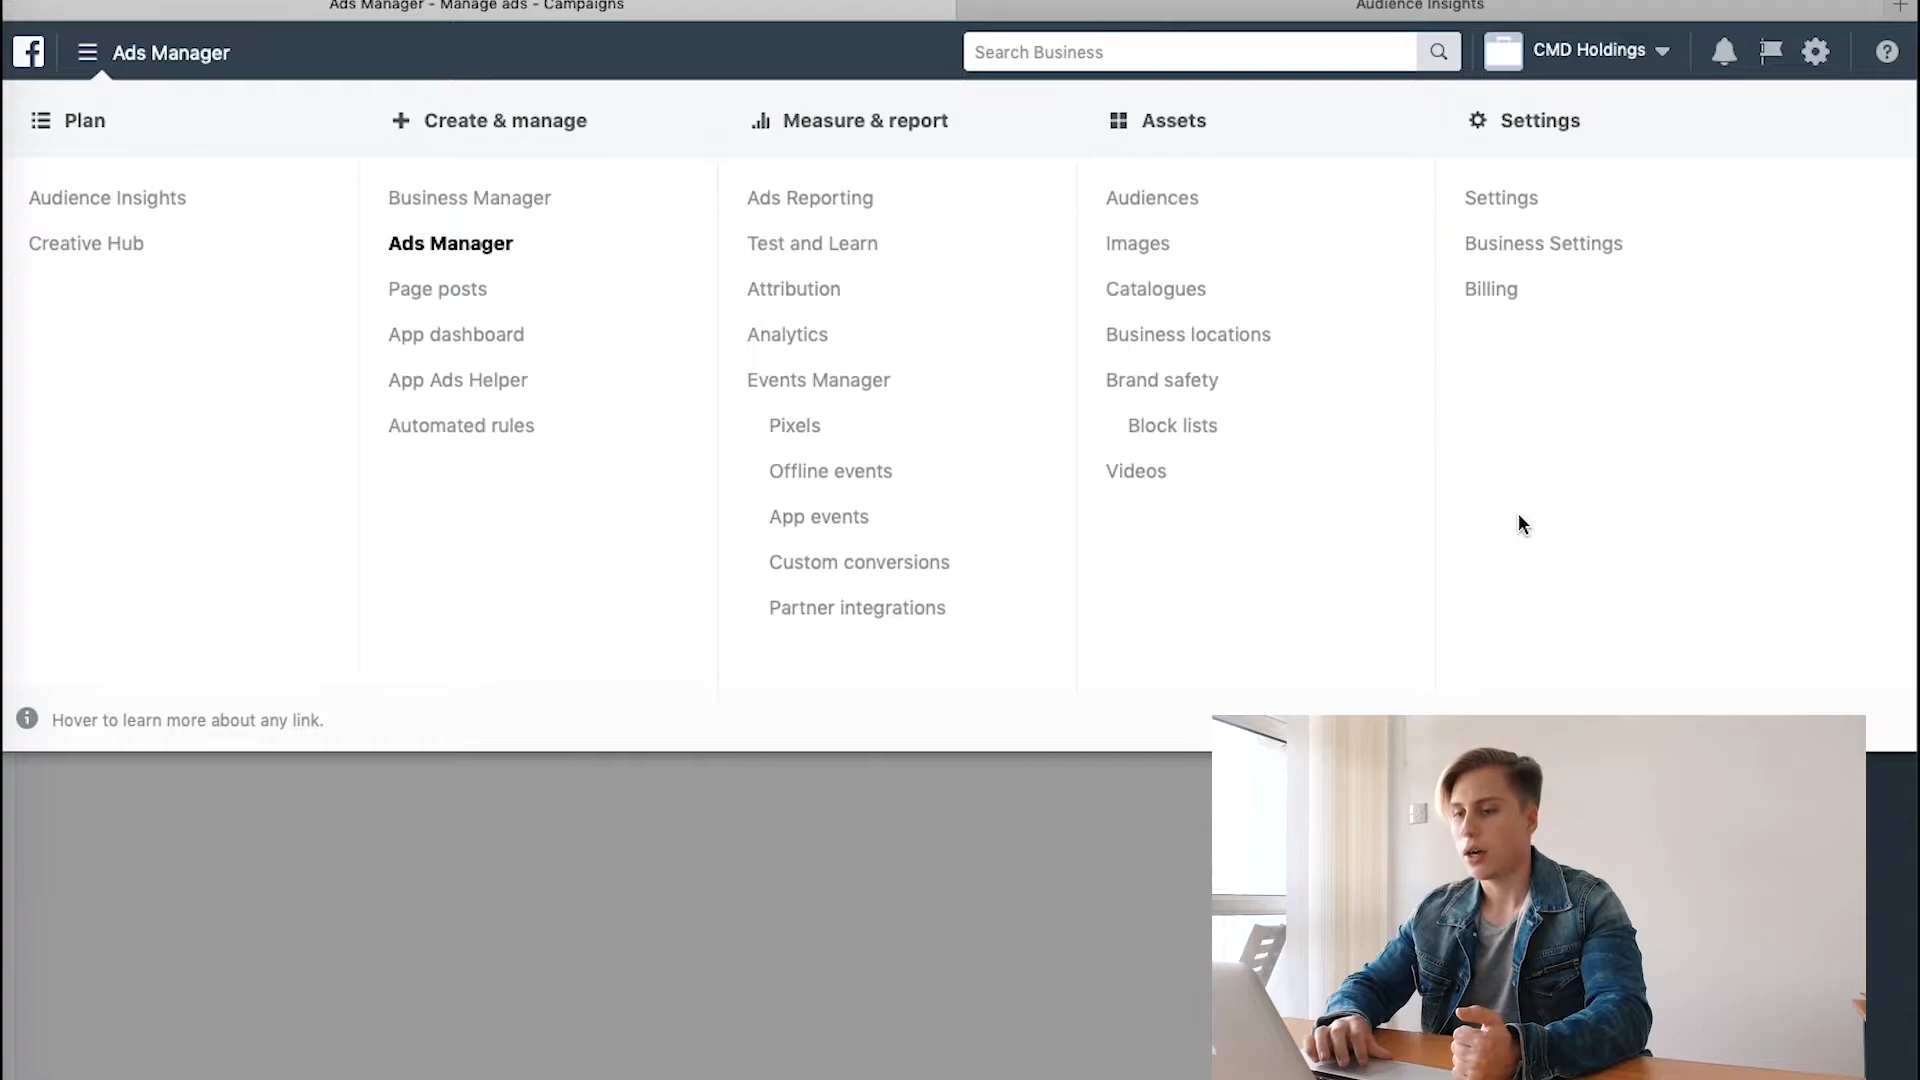 Ads Manager - Manage ads - Campaigns
Audience Insights
Ads Manager
Search Business
CMD Holdings
Plan
Create & manage
Measure & report
Assets
Settings
Audience Insights
Creative Hub
Business Manager
Ads Manager
Page posts
App dashboard
App Ads Helper
Automated rules
Ads Reporting
Test and Learn
Attribution
Analytics
Events Manager
Pixels
Offline events
App events
Custom conversions
Partner integrations
Audiences
Images
Catalogues
Business locations
Brand safety
Block lists
Videos
Settings
Business Settings
Billing
Hover to learn more about any link.